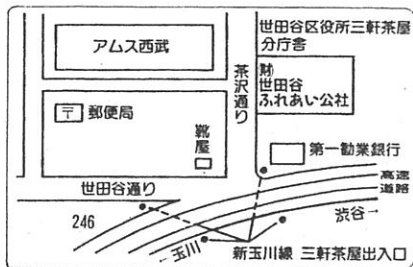 アムス西武
茶沢通り
世田谷区役所三軒茶屋
分庁舎
(財)
世田谷
ふれあい公社
〒 郵便局
靴屋
第一勧業銀行
世田谷通り
高速
道路
246
渋谷→
←玉川
新玉川線 三軒茶屋出入口